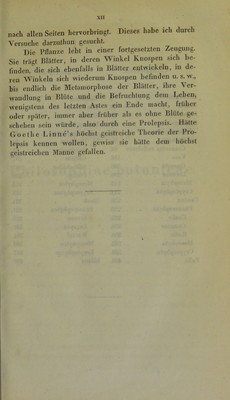 XII
nach allen Seiten hervorbringt. Dieses habe ich durch
Versuche darzuthun gesucht.
Die Pflanze lebt in einer fortgesetzten Zeugung.
Sie trägt Blätter, in deren Winkel Knospen sich be-
finden, die sich ebenfalls in Blätter entwickeln, in de-
ren Winkeln sich wiederum Knospen befinden u. s. w.,
bis endlich die Metamorphose der Blätter, ihre Ver-
wandlung in Blüte und die Befruchtung dem Leben,
wenigstens des letzten Astes ein Ende macht, früher
oder später, immer aber früher als es ohne Blüte ge-
schehen sein würde, also durch eine Prolepsis. Hätte
Goethe Linné's höchst geistreiche Theorie der Pro-
lepsis kennen wollen, gewiss sie hätte dem höchst
geistreichen Manne gefallen.